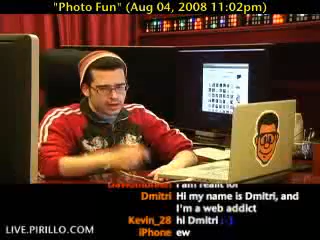 "Photo Fun" (Aug 04, 2008 11:02pm)
Dmitri Hi my name is Dmitri, and
I'm a web addict
Kevin_28 hi Dmitri :-)
iPhone ew
LIVE.PIRILLO.COM